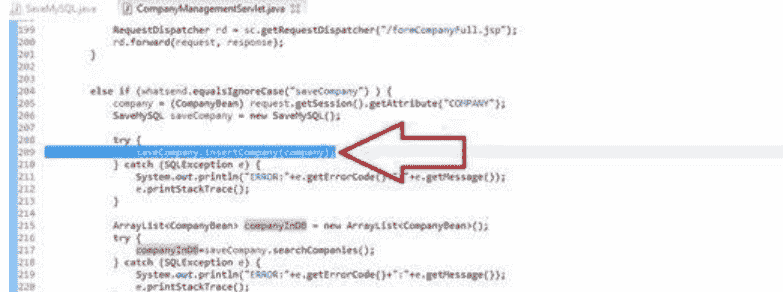 SaveMySQL.java CompanyManagementServlet.java
199 RequestDispatcher rd = sc.getRequestDispatcher("/formCompanyFull.jsp");
200 rd.forward(request, response);
201 }
202
203
204 else if (whatsend.equalsIgnoreCase("saveCompany") ) {
205 company = (CompanyBean) request.getSession().getAttribute("COMPANY");
206 SaveMySQL saveCompany = new SaveMySQL();
207
208 try {
209 saveCompany.insertCompany(company);
210 } catch (SQLException e) {
211 System.out.println("ERROR:"+e.getErrorCode()+":"+e.getMessage());
212 e.printStackTrace();
213 }
214
215 ArrayList<CompanyBean> companyInDB = new ArrayList<CompanyBean>();
216 try {
217 companyInDB=saveCompany.searchCompanies();
218 } catch (SQLException e) {
219 System.out.println("ERROR:"+e.getErrorCode()+":"+e.getMessage());
220 e.printStackTrace();